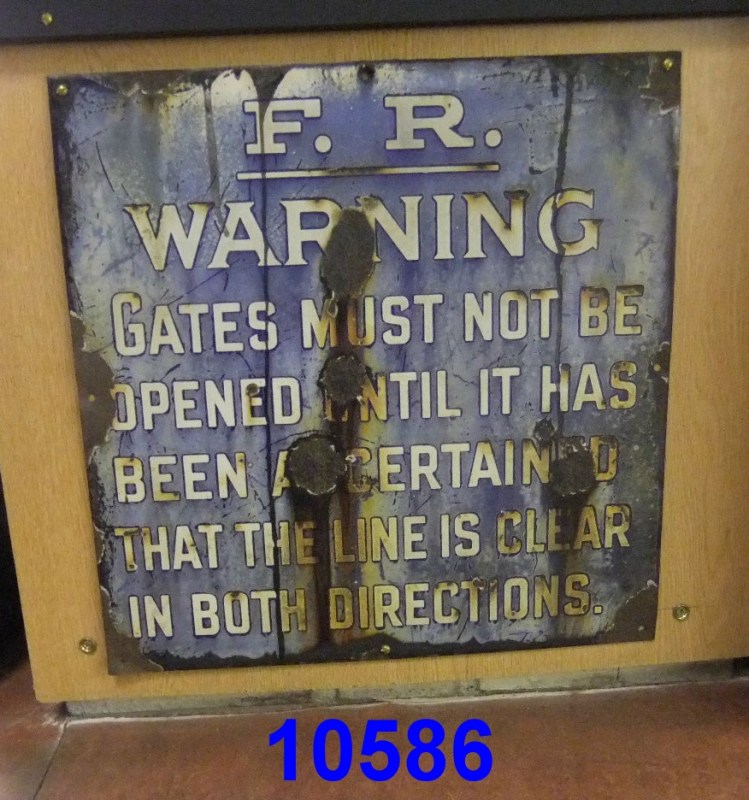 F. R.
WARNING
GATES MUST NOT BE
OPENED UNTIL IT HAS
BEEN ASCERTAINED
THAT THE LINE IS CLEAR
IN BOTH DIRECTIONS.
10586